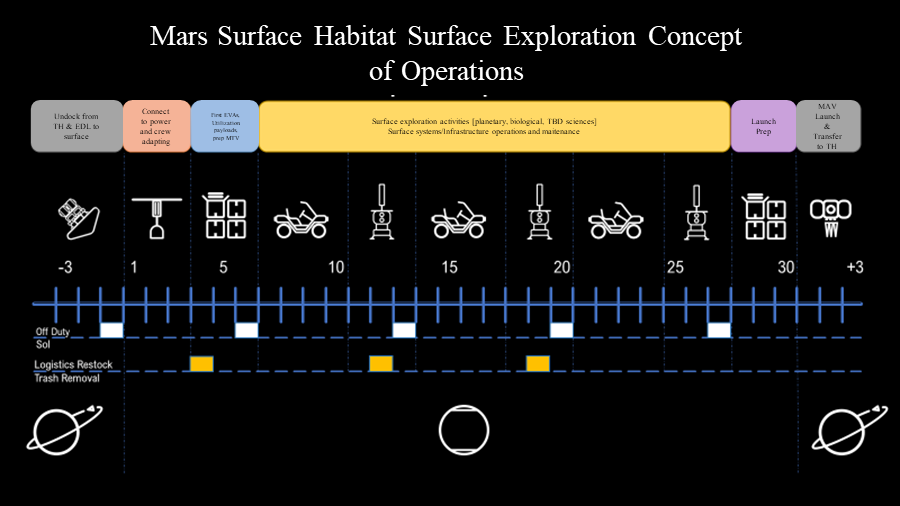 Mars Surface Habitat Surface Exploration Concept
of Operations
Undock from
TH & EDL to
surface
Connect
to power
and crew
adapting
First EVAs,
Utilization
payloads,
prep MTV
Surface exploration activities [planetary, biological, TBD sciences]
Surface systems/Infrastructure operations and maitenance
Launch
Prep
MAV
Launch
&
Transfer
to TH
-3 1 5 10 15 20 25 30 +3
Off Duty
Sol
Logistics Restock
Trash Removal